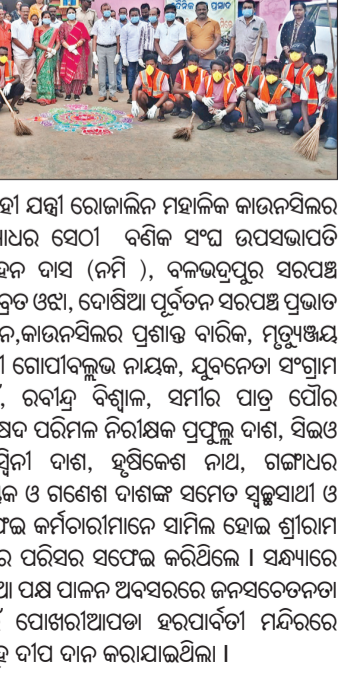 ହୀ ଯନ୍ତ୍ରୀ ରୋଜାଲିନ ମହାଳିକ କାଉନସିଲର
ଧର ସେଠୀ ବଣିକ ସଂଘ ଉପସଭାପତି
ହନ ଦାସ (ନମି ), ବଳଭଦ୍ରପୁର ସରପଞ୍ଚ
ବ୍ରତ ଓଝା, ଦୋଷିଆ ପୂର୍ବତନ ସରପଞ୍ଚ ପ୍ରଭାତ
ନ,କାଉନସିଲର ପ୍ରଶାନ୍ତ ବାରିକ, ମୃତ୍ୟୁଞ୍ଜୟ
ୀ ଗୋପୀବଲ୍ଲଭ ନାୟକ, ଯୁବନେତା ସଂଗ୍ରାମ
, ରବୀନ୍ଦ୍ର ବିଶ୍ୱାଳ, ସମୀର ପାତ୍ର ପୌର
ଷଦ ପରିମଳ ନିରୀକ୍ଷକ ପ୍ରଫୁଲ୍ଲ ଦାଶ, ସିଇଓ
ସ୍ୱିନୀ ଦାଶ, ହୃଷିକେଶ ନାଥ, ଗଙ୍ଗାଧର
କ ଓ ଗଣେଶ ଦାଶଙ୍କ ସମେତ ସ୍ୱଚ୍ଛସାଥୀ ଓ
ଫେଇ କର୍ମଚାରୀମାନେ ସାମିଲ ହୋଇ ଶ୍ରୀରାମ
ର ପରିସର ସଫେଇ କରିଥିଲେ । ସନ୍ଧ୍ୟାରେ
ଥା ପକ୍ଷ ପାଳନ ଅବସରରେ ଜନସଚେତନତା
ପୋଖରୀଆପଡା ହରପାର୍ବତୀ ମନ୍ଦିରରେ
ହ ଦୀପ ଦାନ କରାଯାଇଥିଲା ।